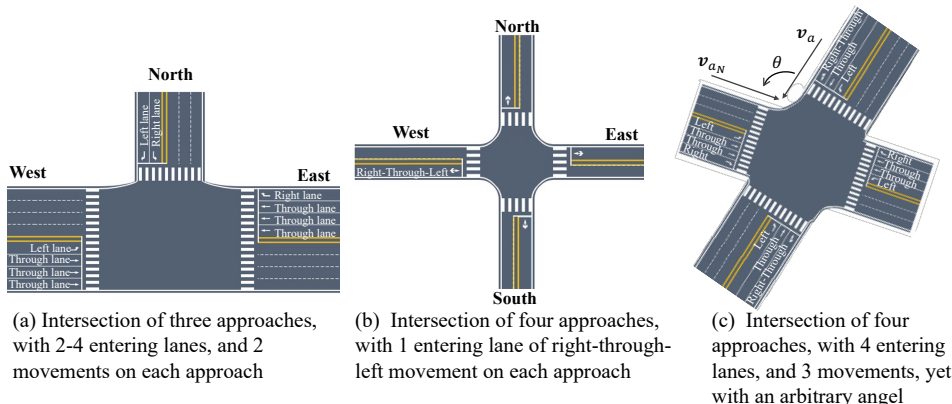 North
Left lane
Right lane
West
East
Right lane
Through lane
Through lane
Through lane
Left lane
Through lane
Through lane
Through lane
(a) Intersection of three approaches,
with 2-4 entering lanes, and 2
movements on each approach
North
West
East
Right-Through-Left
South
(b) Intersection of four approaches,
with 1 entering lane of right-through-
left movement on each approach
v_a
v_{a_N}
θ
Right-Through
Through
Left
Left
Through
Through
Right
Right
Through
Through
Left
Left
Through
Right-Through
(c) Intersection of four
approaches, with 4 entering
lanes, and 3 movements, yet
with an arbitrary angel